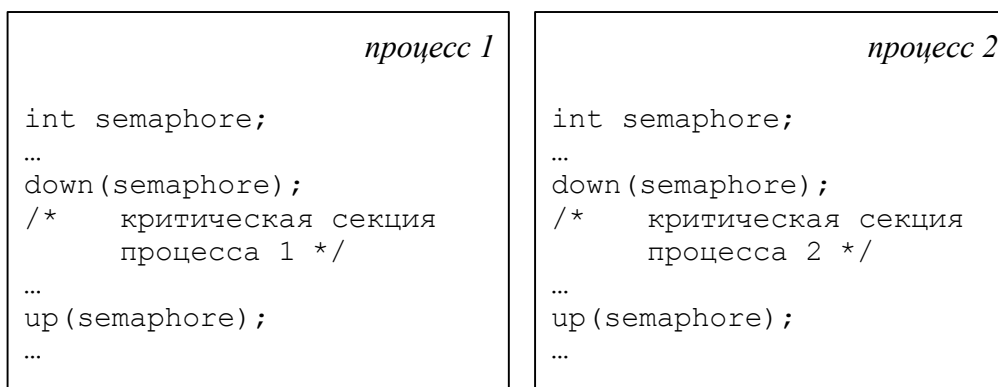 процесс 1
int semaphore;
…
down(semaphore);
/* критическая секция
процесса 1 */
…
up(semaphore);
…
процесс 2
int semaphore;
…
down(semaphore);
/* критическая секция
процесса 2 */
…
up(semaphore);
…